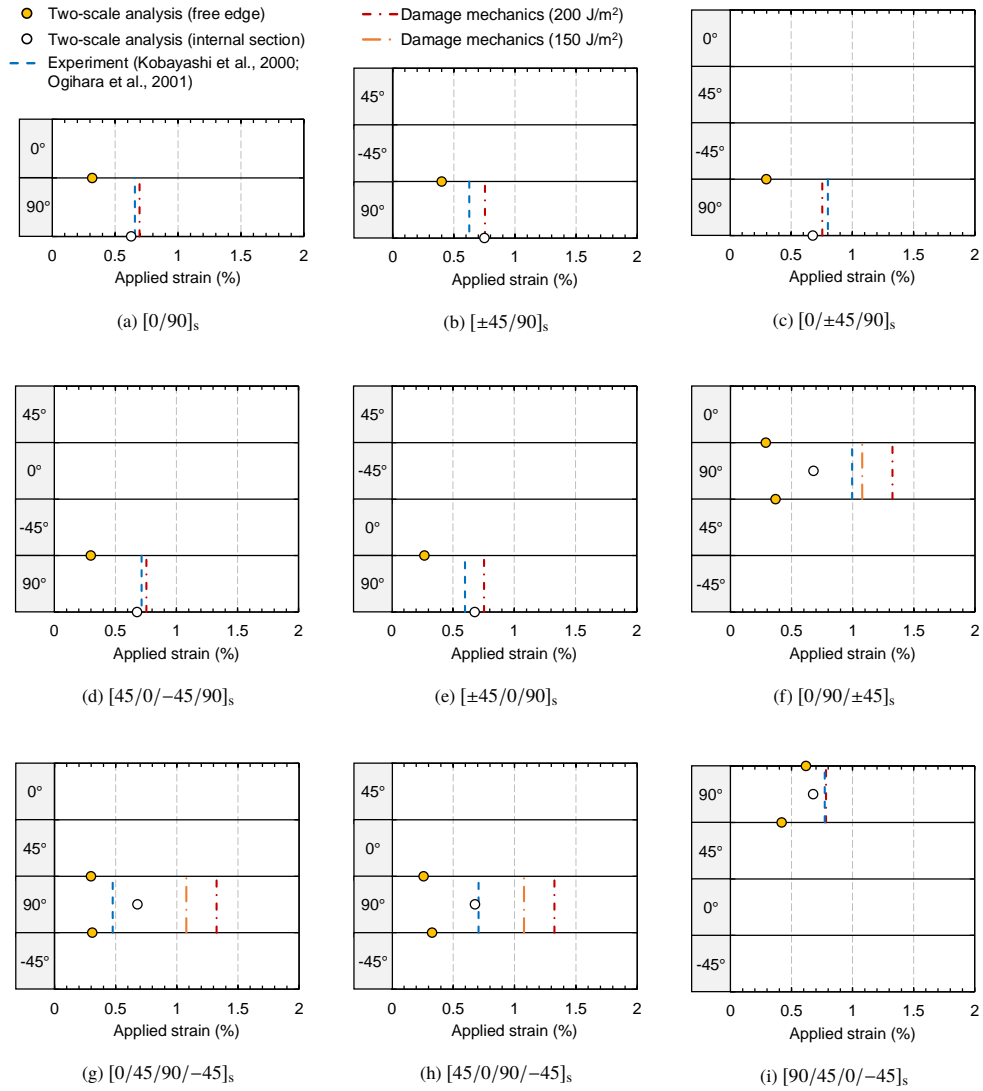 Two-scale analysis (free edge)
Two-scale analysis (internal section)
Experiment (Kobayashi et al., 2000;
Ogihara et al., 2001)
Damage mechanics (200 J/m²)
Damage mechanics (150 J/m²)
0°
90°
0 0.5 1 1.5 2
Applied strain (%)
(a) [0/90]ₛ
45°
-45°
90°
0 0.5 1 1.5 2
Applied strain (%)
(b) [±45/90]ₛ
0°
45°
-45°
90°
0 0.5 1 1.5 2
Applied strain (%)
(c) [0/±45/90]ₛ
45°
0°
-45°
90°
0 0.5 1 1.5 2
Applied strain (%)
(d) [45/0/−45/90]ₛ
45°
-45°
0°
90°
0 0.5 1 1.5 2
Applied strain (%)
(e) [±45/0/90]ₛ
0°
90°
45°
-45°
0 0.5 1 1.5 2
Applied strain (%)
(f) [0/90/±45]ₛ
0°
45°
90°
-45°
0 0.5 1 1.5 2
Applied strain (%)
(g) [0/45/90/−45]ₛ
45°
0°
90°
-45°
0 0.5 1 1.5 2
Applied strain (%)
(h) [45/0/90/−45]ₛ
90°
45°
0°
-45°
0 0.5 1 1.5 2
Applied strain (%)
(i) [90/45/0/−45]ₛ